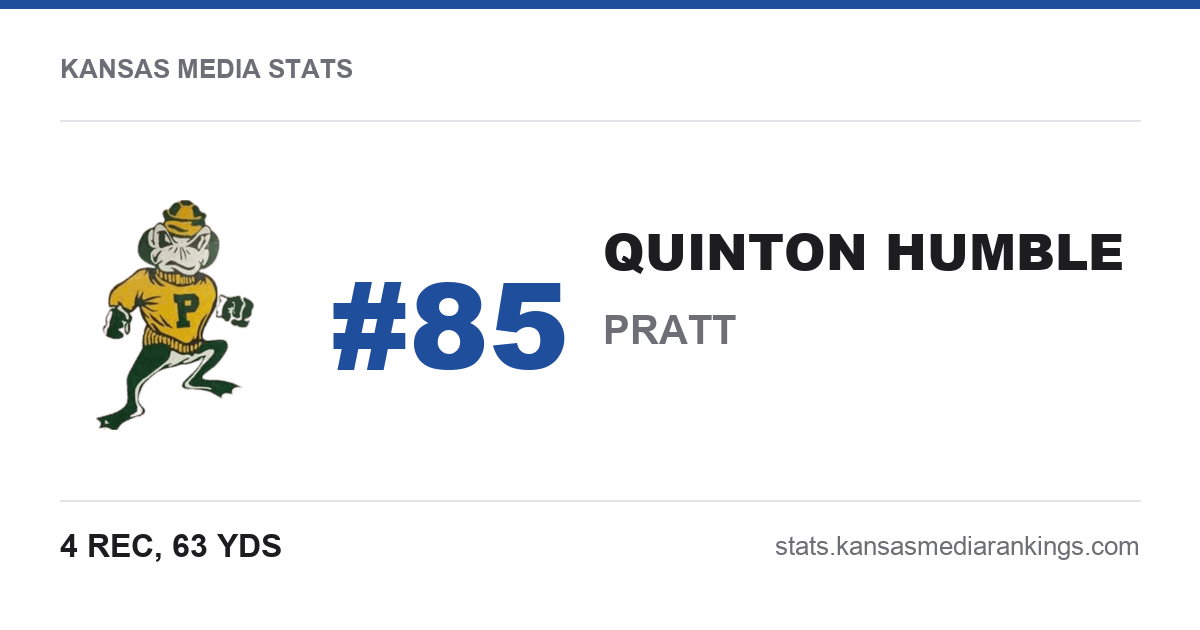 KANSAS MEDIA STATS
P
#85
QUINTON HUMBLE
PRATT
4 REC, 63 YDS
stats.kansasmediarankings.com